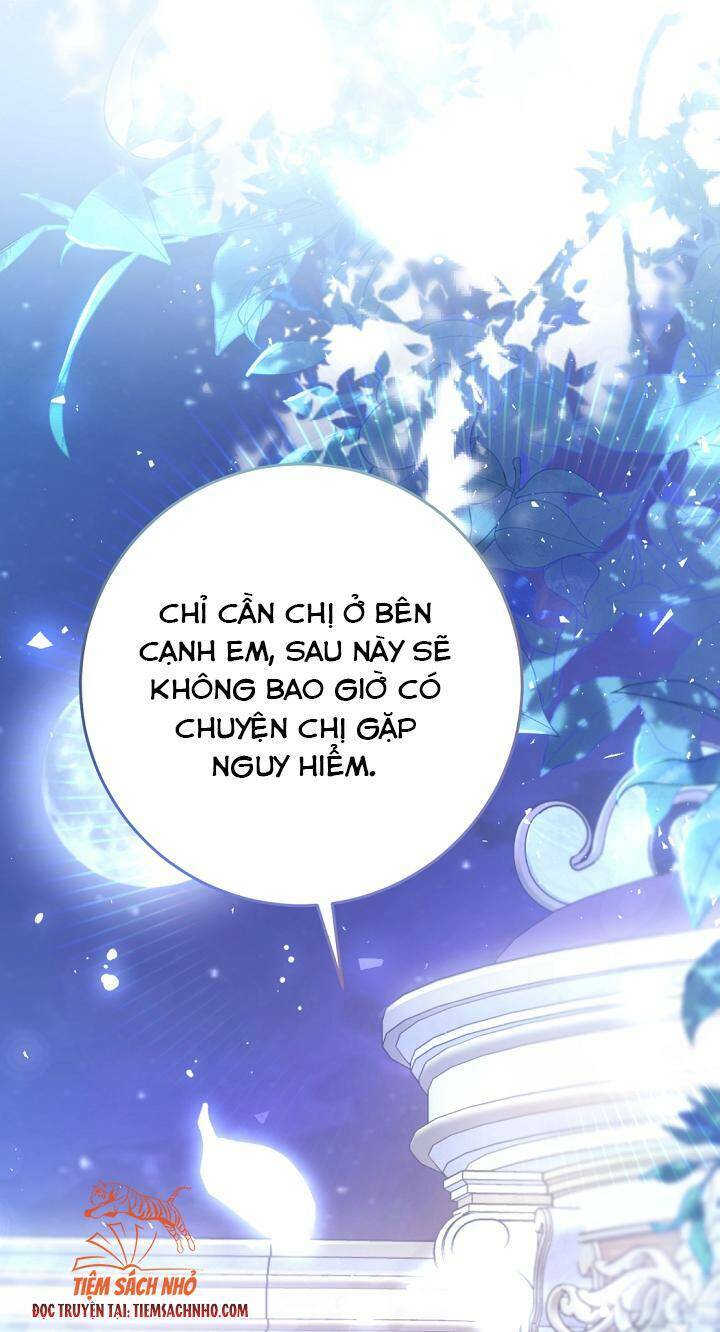 CHỈ CẦN CHỊ Ở BÊN
CẠNH EM, SAU NÀY SẼ
KHÔNG BAO GIỜ CÓ
CHUYỆN CHỊ GẶP
NGUY HIỂM.
TIỆM SÁCH NHỎ
ĐỌC TRUYỆN TẠI: TIEMSACHNHO.COM